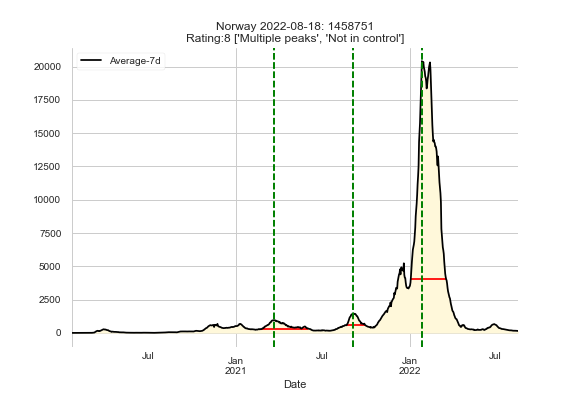 Norway 2022-08-18: 1458751
Rating:8 ['Multiple peaks', 'Not in control']
Average-7d
20000
17500
15000
12500
10000
7500
5000
2500
0
Jul
Jan
2021
Jul
Jan
2022
Jul
Date